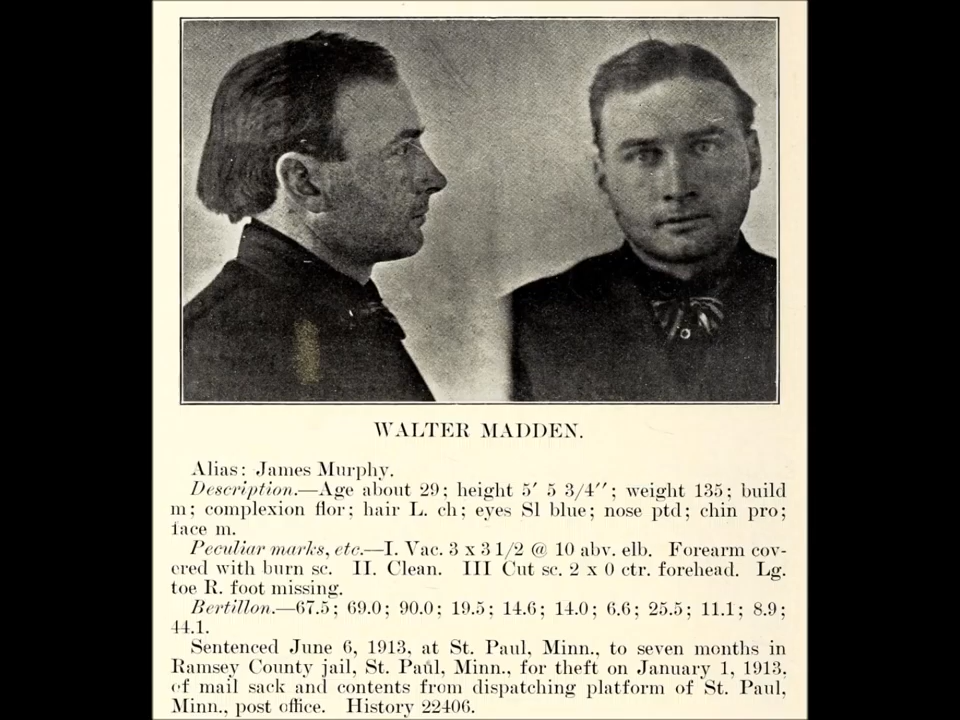 WALTER MADDEN.
Alias: James Murphy.
Description.—Age about 29; height 5′ 5 3/4″; weight 135; build
m; complexion flor; hair L. ch; eyes Sl blue; nose ptd; chin pro;
face m.
Peculiar marks, etc.—I. Vac. 3 x 3 1/2 @ 10 abv. elb. Forearm cov-
ered with burn sc. II. Clean. III Cut sc. 2 x 0 ctr. forehead. Lg.
toe R. foot missing.
Bertillon.—67.5; 69.0; 90.0; 19.5; 14.6; 14.0; 6.6; 25.5; 11.1; 8.9;
44.1.
Sentenced June 6, 1913, at St. Paul, Minn., to seven months in
Ramsey County jail, St. Paul, Minn., for theft on January 1, 1913,
of mail sack and contents from dispatching platform of St. Paul,
Minn., post office. History 22406.